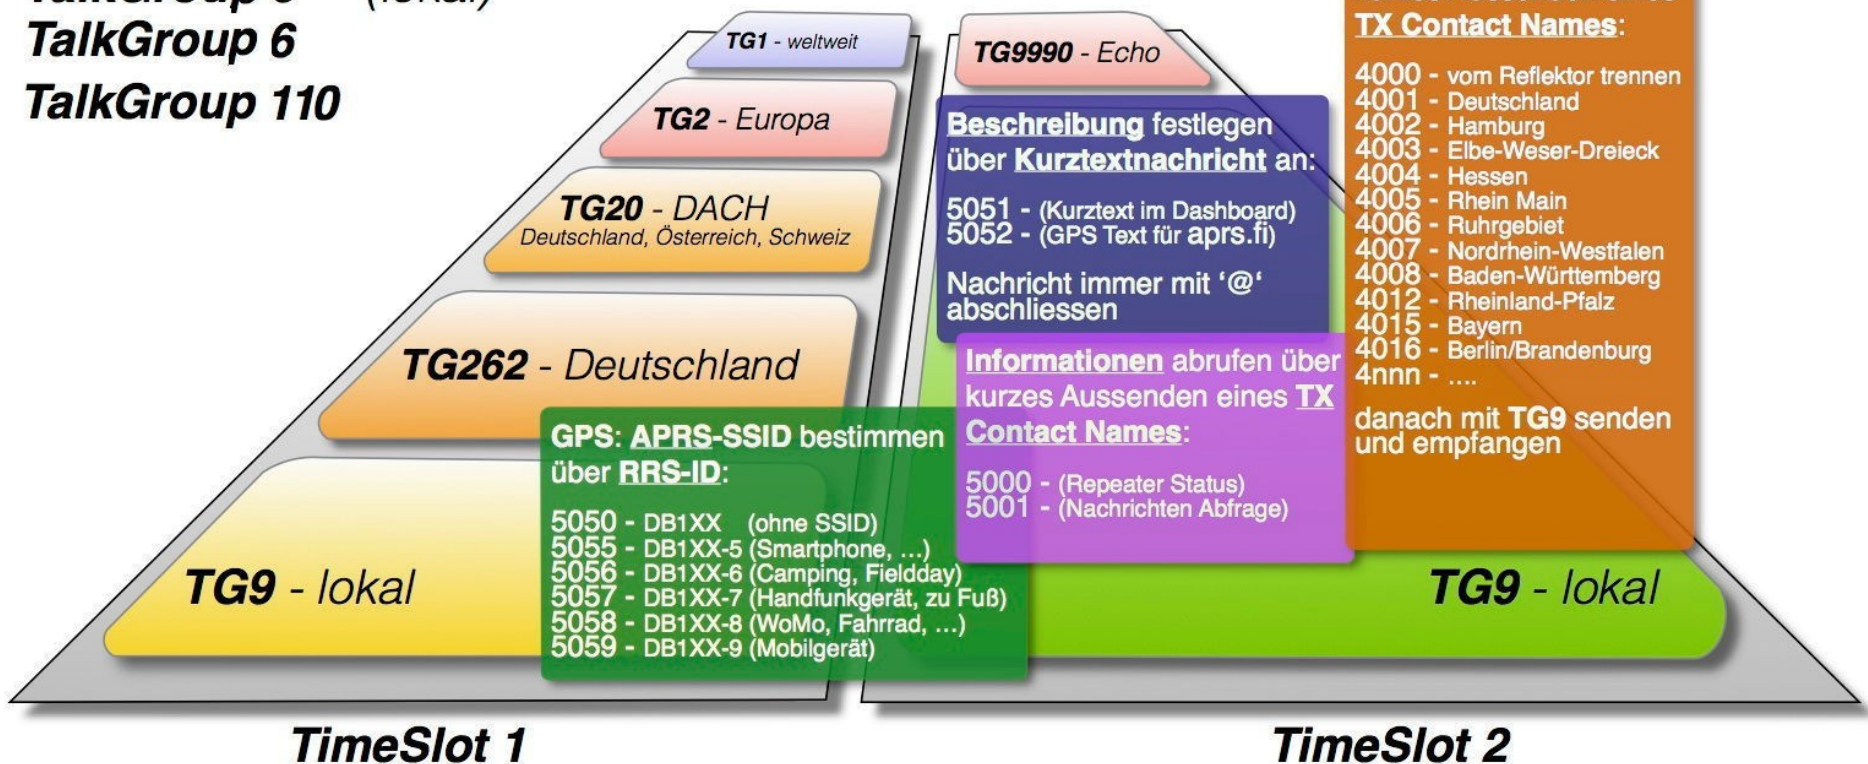 (lokal)
TalkGroup 6
TalkGroup 110
TG1 - weltweit
TG2 - Europa
TG20 - DACH
Deutschland, Österreich, Schweiz
TG262 - Deutschland
TG9 - lokal
GPS: APRS-SSID bestimmen
über RRS-ID:
5050 - DB1XX (ohne SSID)
5055 - DB1XX-5 (Smartphone, ...)
5056 - DB1XX-6 (Camping, Fieldday)
5057 - DB1XX-7 (Handfunkgerät, zu Fuß)
5058 - DB1XX-8 (WoMo, Fahrrad, ...)
5059 - DB1XX-9 (Mobilgerät)
TimeSlot 1
TG9990 - Echo
Beschreibung festlegen
über Kurztextnachricht an:
5051 - (Kurztext im Dashboard)
5052 - (GPS Text für aprs.fi)
Nachricht immer mit ‘@‘
abschliessen
Informationen abrufen über
kurzes Aussenden eines TX
Contact Names:
5000 - (Repeater Status)
5001 - (Nachrichten Abfrage)
TX Contact Names:
4000 - vom Reflektor trennen
4001 - Deutschland
4002 - Hamburg
4003 - Elbe-Weser-Dreieck
4004 - Hessen
4005 - Rhein Main
4006 - Ruhrgebiet
4007 - Nordrhein-Westfalen
4008 - Baden-Württemberg
4012 - Rheinland-Pfalz
4015 - Bayern
4016 - Berlin/Brandenburg
4nnn - ....
danach mit TG9 senden
und empfangen
TG9 - lokal
TimeSlot 2